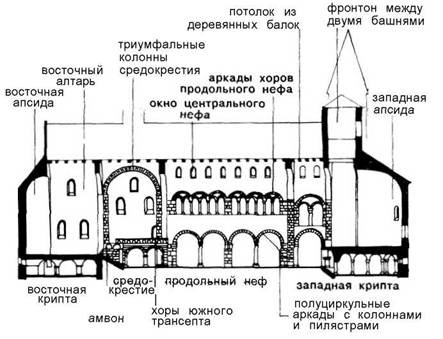 потолок из
деревянных балок
фронтон между
двумя башнями
триумфальные
колонны
средокрестия
восточный
алтарь
восточная
апсида
аркады хоров
продольного нефа
окно центрального
нефа
западная
апсида
восточная
крипта
средо-
крестие
продольный неф
западная крипта
амвон
хоры южного
трансепта
полуциркульные
аркады с колоннами
и пилястрами